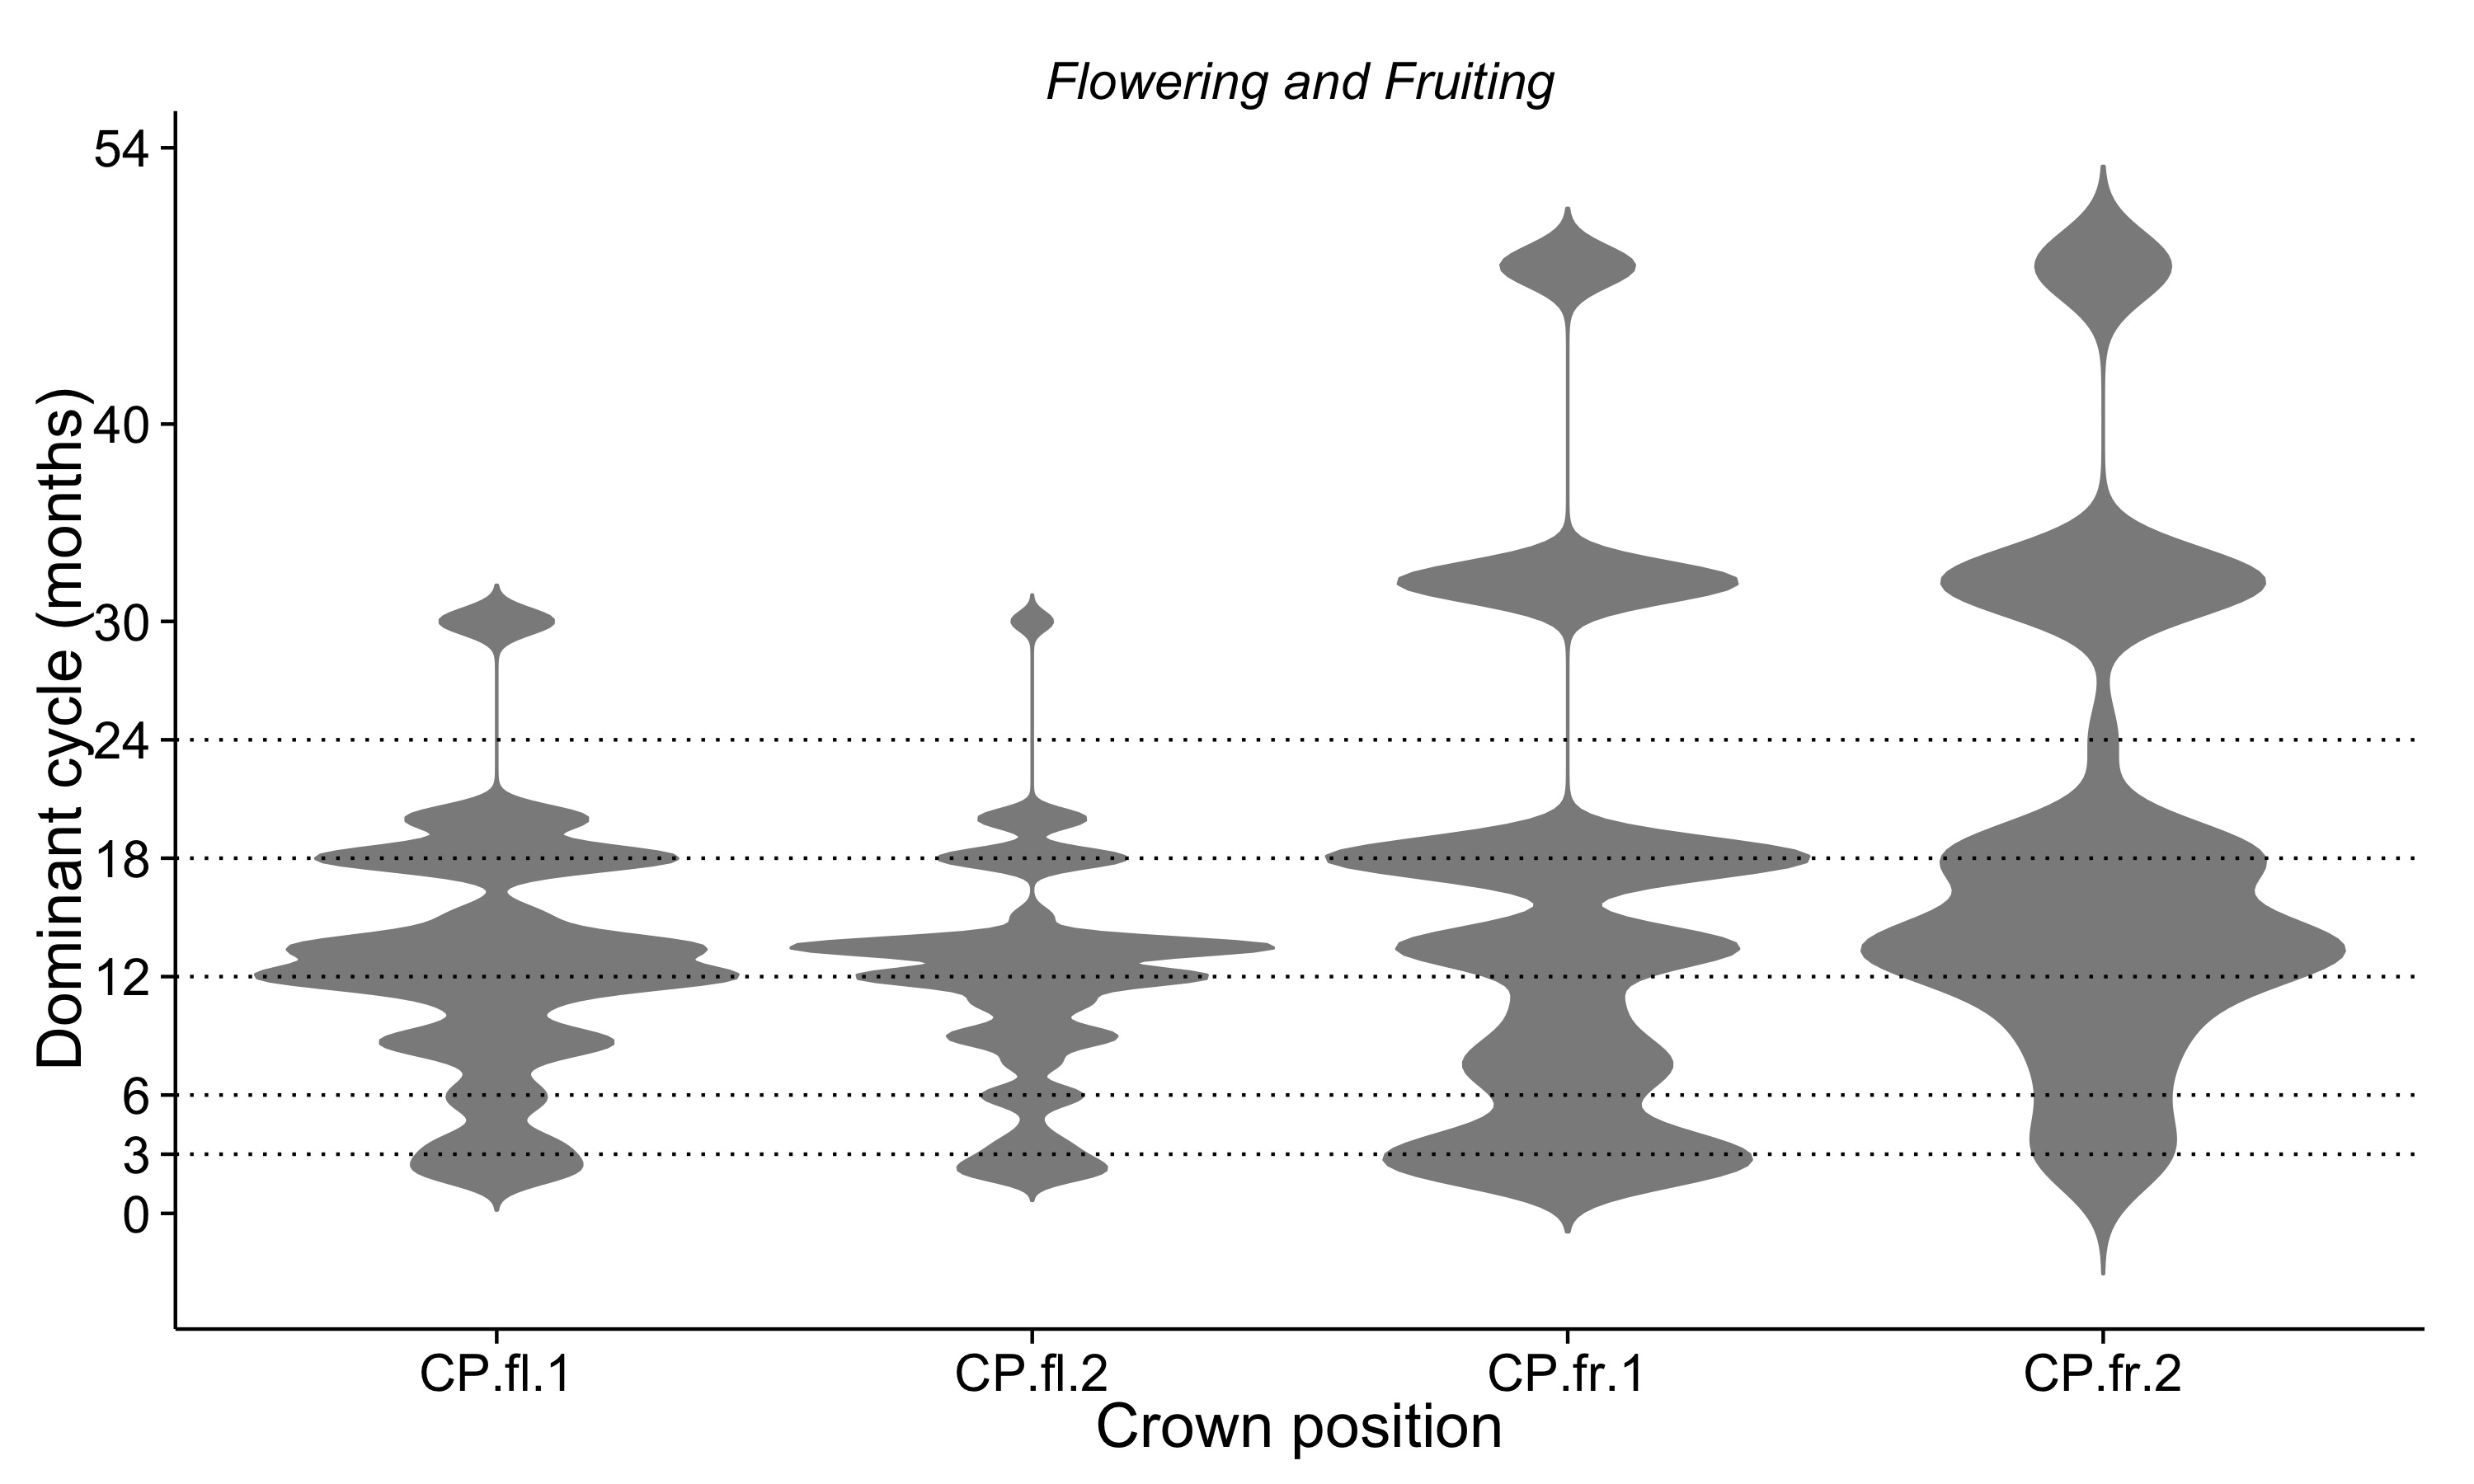 Flowering and Fruiting
Dominant cycle (months)
54
40
30
24
18
12
6
3
0
CP.fl.1 CP.fl.2 CP.fr.1 CP.fr.2
Crown position